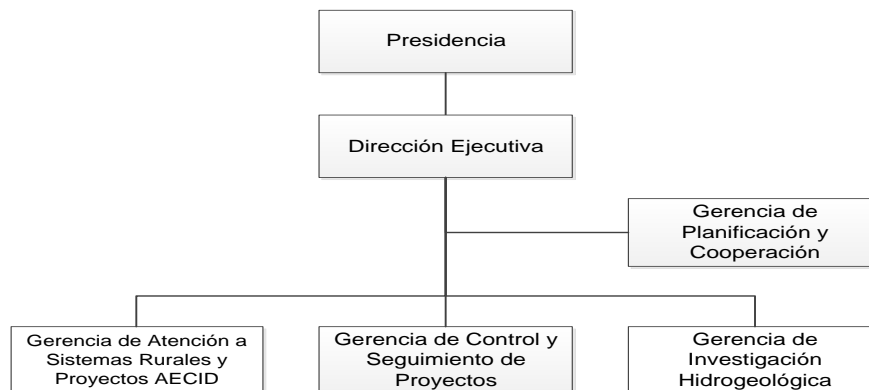 Presidencia
Dirección Ejecutiva
Gerencia de
Planificación y
Cooperación
Gerencia de Atención a
Sistemas Rurales y
Proyectos AECID
Gerencia de Control y
Seguimiento de
Proyectos
Gerencia de
Investigación
Hidrogeológica